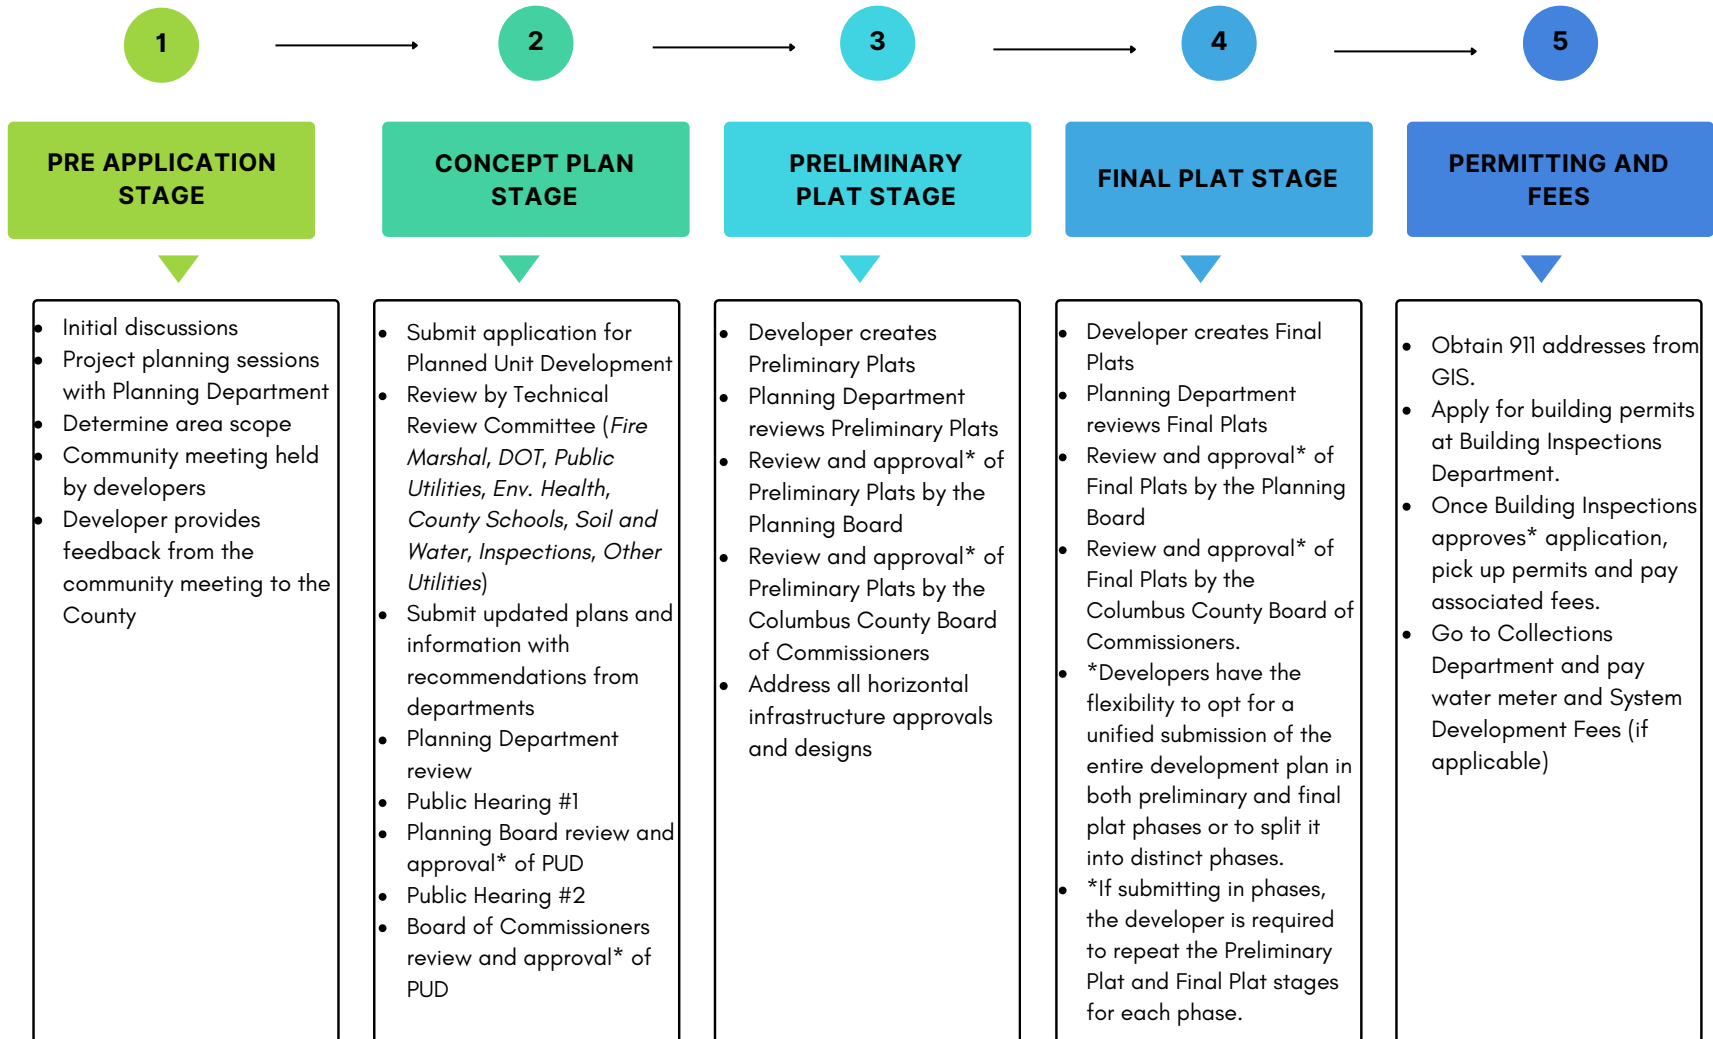 1
2
3
4
5
PRE APPLICATION
STAGE
CONCEPT PLAN
STAGE
PRELIMINARY
PLAT STAGE
FINAL PLAT STAGE
PERMITTING AND
FEES
• Initial discussions
• Project planning sessions
with Planning Department
• Determine area scope
• Community meeting held
by developers
• Developer provides
feedback from the
community meeting to the
County
• Submit application for
Planned Unit Development
• Review by Technical
Review Committee (Fire
Marshal, DOT, Public
Utilities, Env. Health,
County Schools, Soil and
Water, Inspections, Other
Utilities)
• Submit updated plans and
information with
recommendations from
departments
• Planning Department
review
• Public Hearing #1
• Planning Board review and
approval* of PUD
• Public Hearing #2
• Board of Commissioners
review and approval* of
PUD
• Developer creates
Preliminary Plats
• Planning Department
reviews Preliminary Plats
• Review and approval* of
Preliminary Plats by the
Planning Board
• Review and approval* of
Preliminary Plats by the
Columbus County Board
of Commissioners
• Address all horizontal
infrastructure approvals
and designs
• Developer creates Final
Plats
• Planning Department
reviews Final Plats
• Review and approval* of
Final Plats by the Planning
Board
• Review and approval* of
Final Plats by the
Columbus County Board of
Commissioners.
• *Developers have the
flexibility to opt for a
unified submission of the
entire development plan in
both preliminary and final
plat phases or to split it
into distinct phases.
• *If submitting in phases,
the developer is required
to repeat the Preliminary
Plat and Final Plat stages
for each phase.
• Obtain 911 addresses from
GIS.
• Apply for building permits
at Building Inspections
Department.
• Once Building Inspections
approves* application,
pick up permits and pay
associated fees.
• Go to Collections
Department and pay
water meter and System
Development Fees (if
applicable)